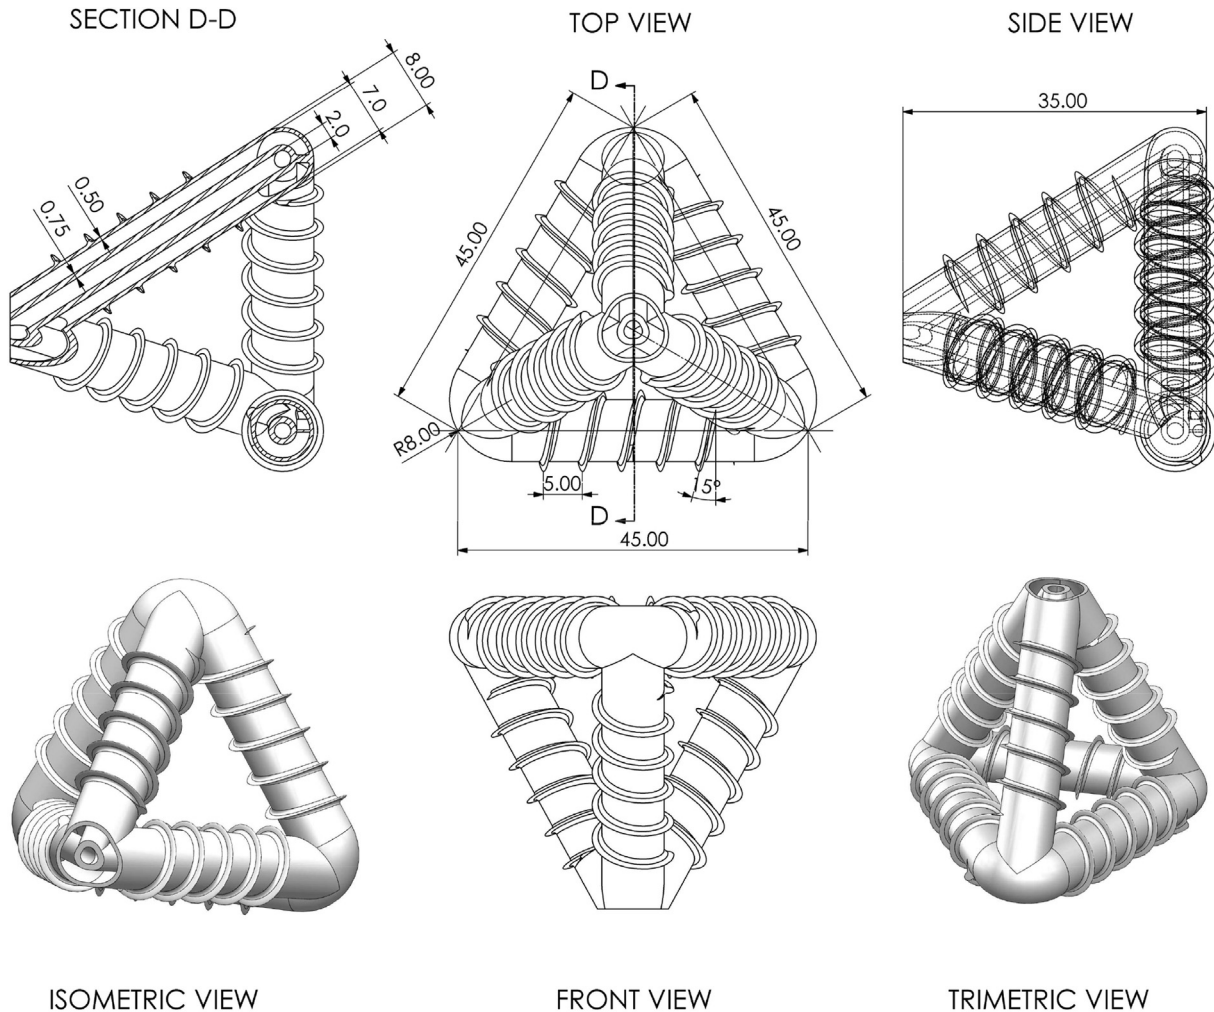 SECTION D-D
TOP VIEW
SIDE VIEW
8.00
7.0
2.0
0.50
0.75
D
45.00
45.00
R8.00
5.00
15°
D
45.00
35.00
ISOMETRIC VIEW
FRONT VIEW
TRIMETRIC VIEW